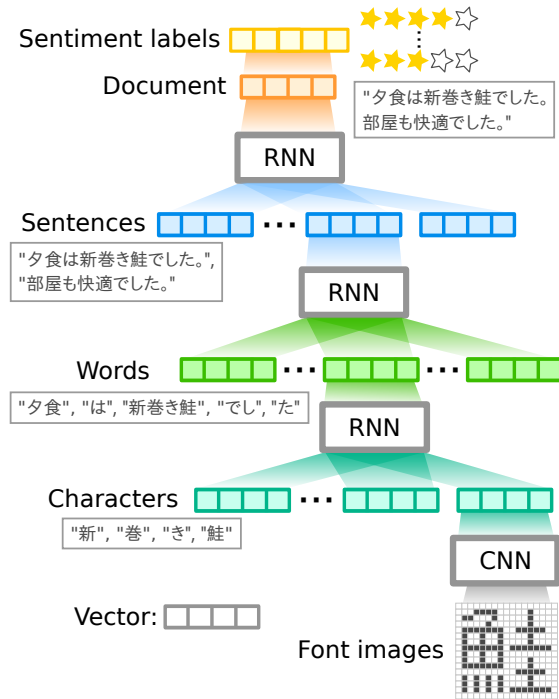 Sentiment labels
Document
"夕食は新巻き鮭でした。
部屋も快適でした。"
RNN
Sentences
...
"夕食は新巻き鮭でした。",
"部屋も快適でした。"
RNN
Words
...
...
"夕食", "は", "新巻き鮭", "でし", "た"
RNN
Characters
...
"新", "巻", "き", "鮭"
CNN
Vector:
Font images
鮭